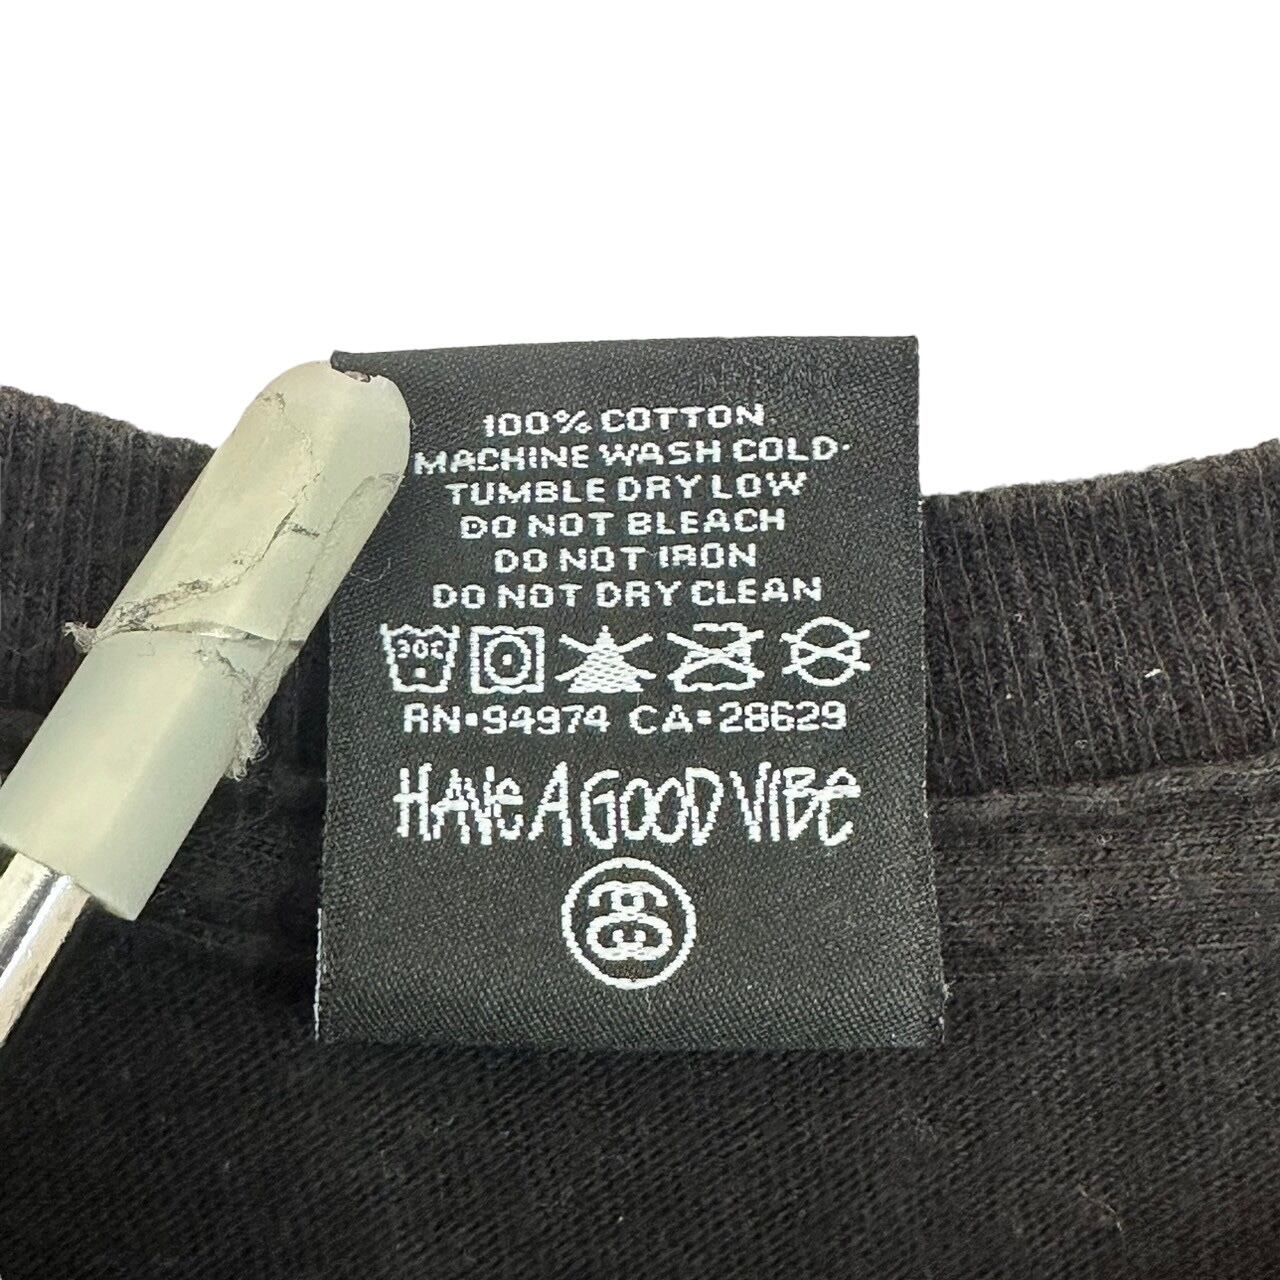 100% COTTON
MACHINE WASH COLD
TUMBLE DRY LOW
DO NOT BLEACH
DO NOT IRON
DO NOT DRY CLEAN
30C
RN:94974 CA:28629
HAVE A GOOD VIBE